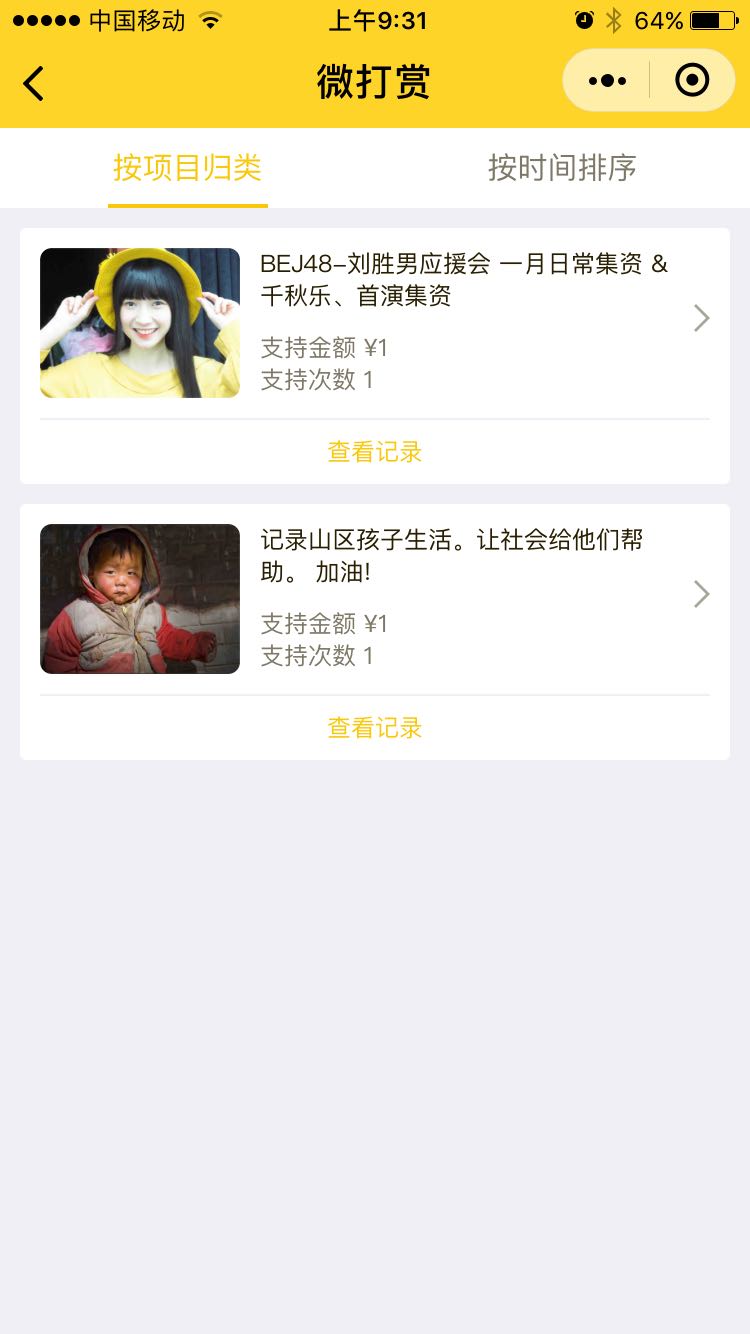 中国移动 上午9:31 64%
微打赏
按项目归类 按时间排序
BEJ48-刘胜男应援会 一月日常集资 &
千秋乐、首演集资
支持金额 ¥1
支持次数 1
查看记录
记录山区孩子生活。让社会给他们帮
助。 加油!
支持金额 ¥1
支持次数 1
查看记录